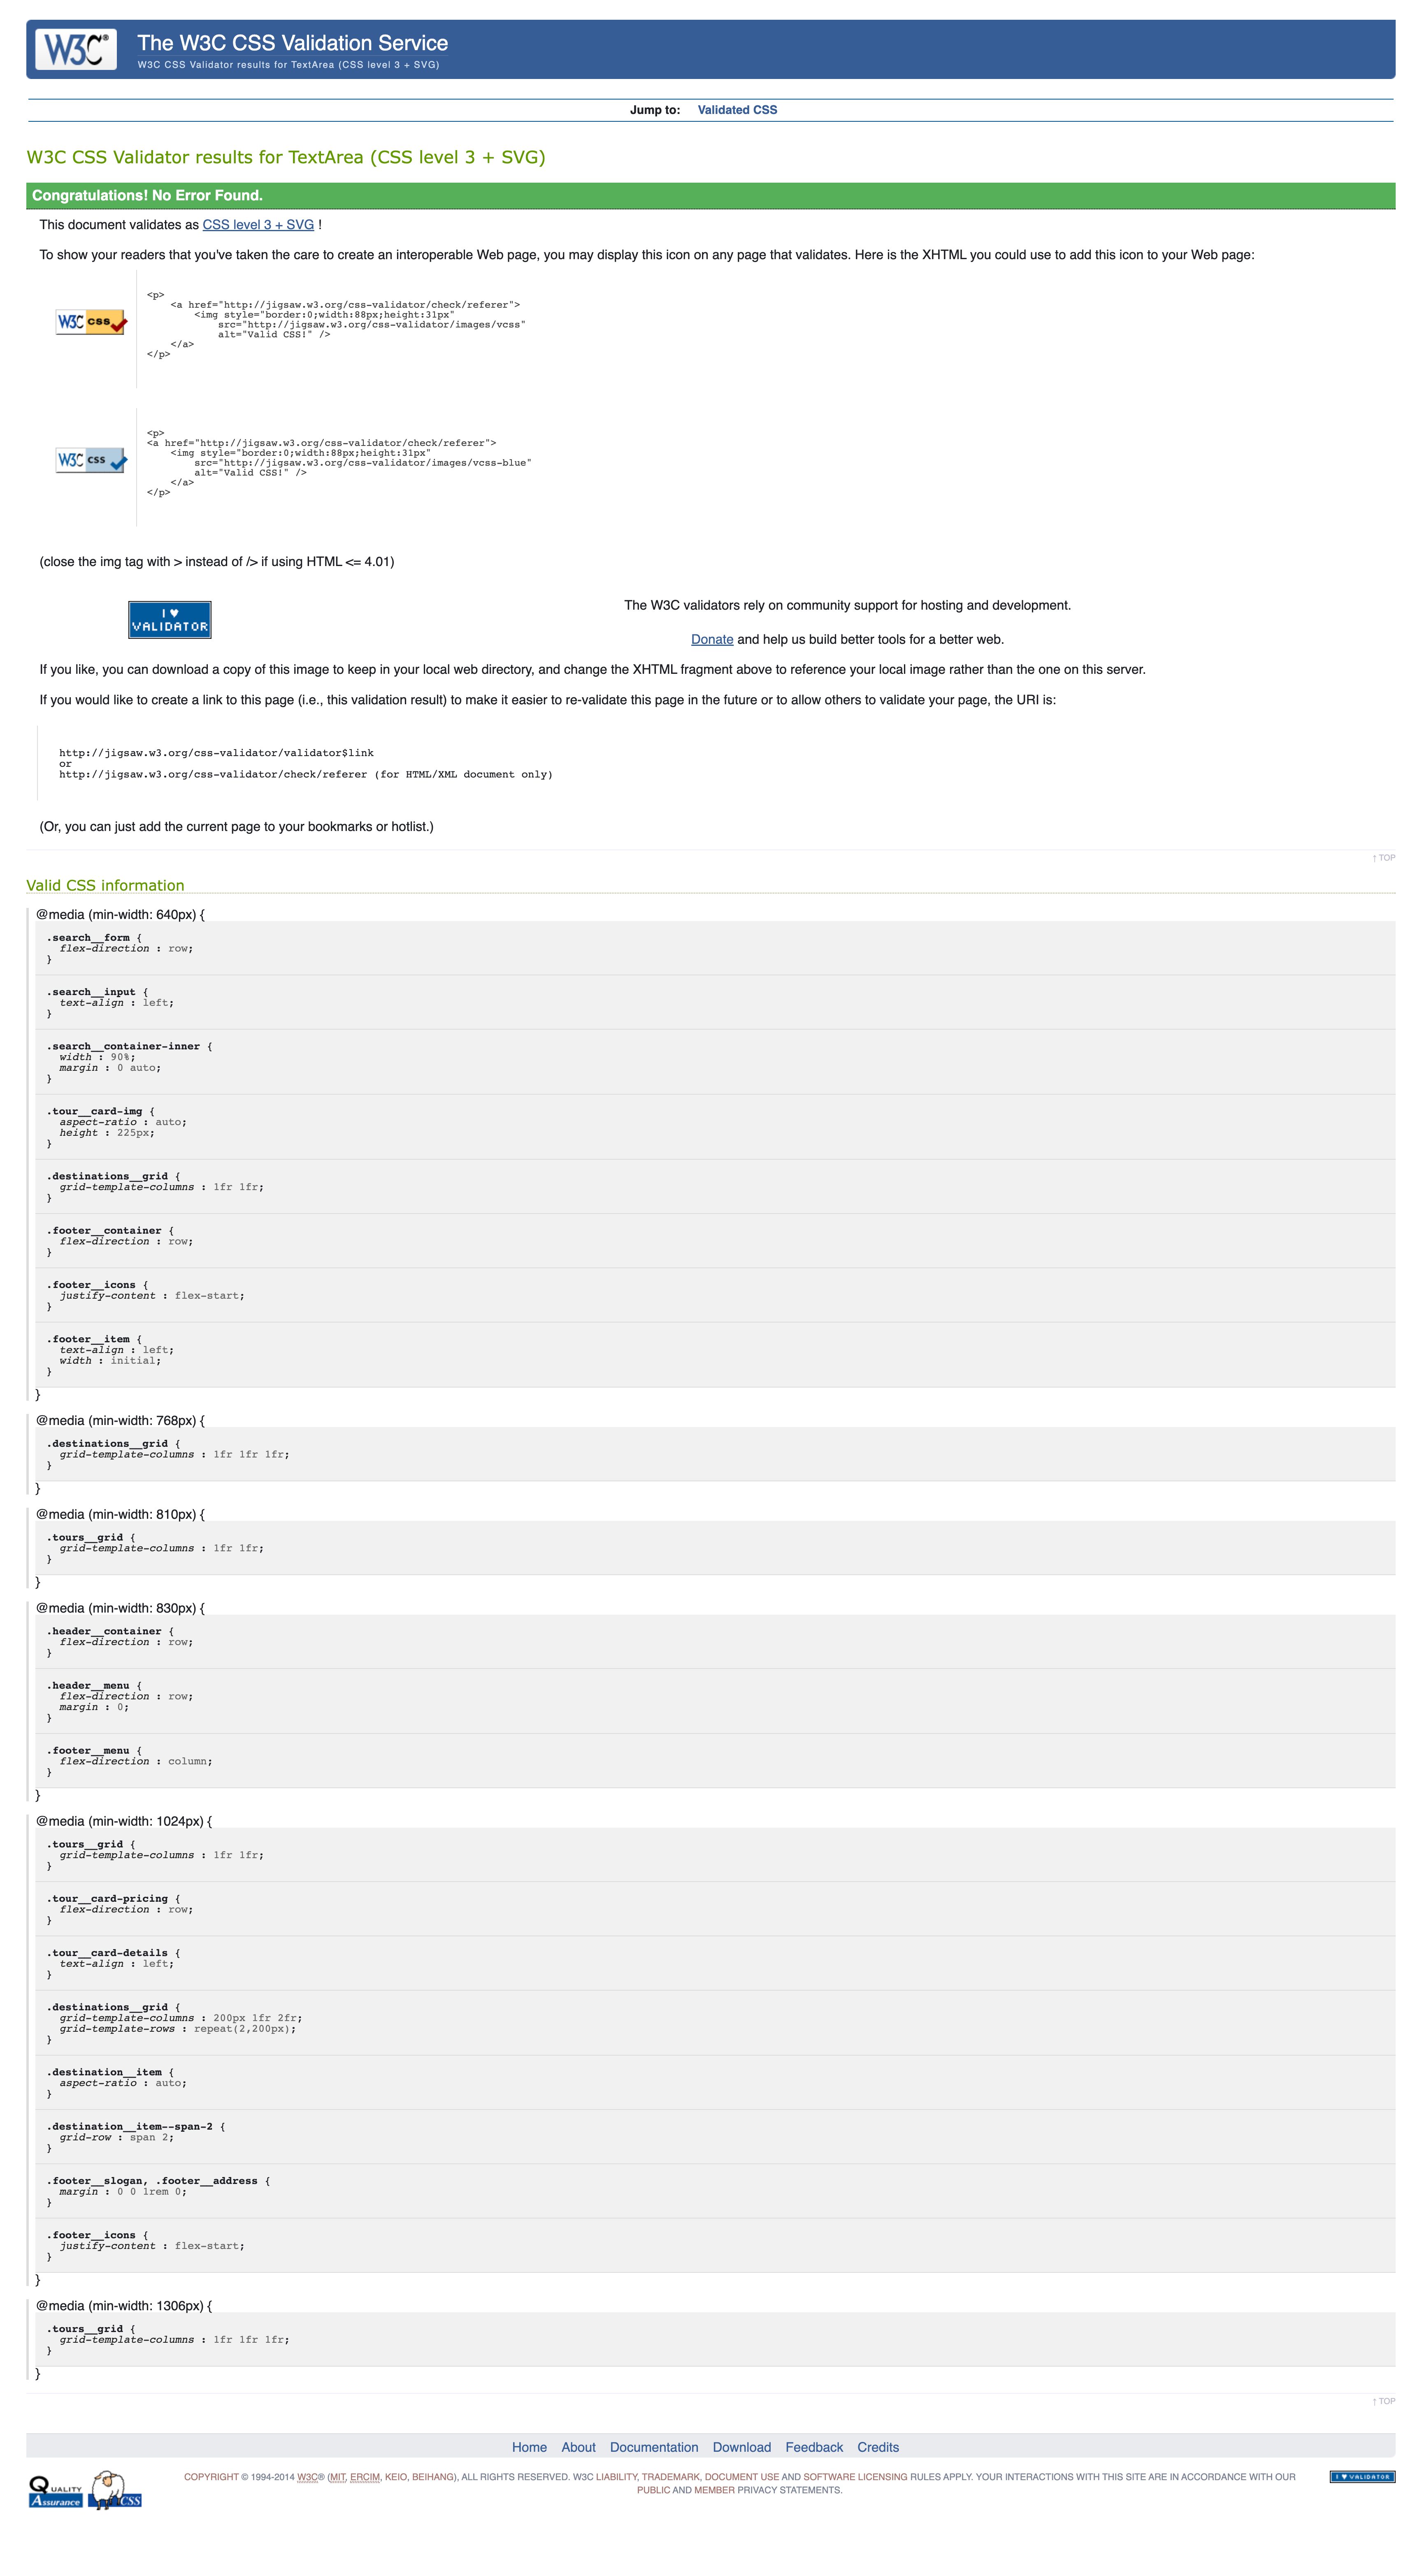 W3C®
The W3C CSS Validation Service
W3C CSS Validator results for TextArea (CSS level 3 + SVG)
Jump to: Validated CSS
W3C CSS Validator results for TextArea (CSS level 3 + SVG)
Congratulations! No Error Found.
This document validates as CSS level 3 + SVG !
To show your readers that you've taken the care to create an interoperable Web page, you may display this icon on any page that validates. Here is the XHTML you could use to add this icon to your Web page:
W3C css
<p>
    <a href="http://jigsaw.w3.org/css-validator/check/referer">
        <img style="border:0;width:88px;height:31px"
            src="http://jigsaw.w3.org/css-validator/images/vcss"
            alt="Valid CSS!" />
    </a>
</p>
W3C css
<p>
<a href="http://jigsaw.w3.org/css-validator/check/referer">
    <img style="border:0;width:88px;height:31px"
        src="http://jigsaw.w3.org/css-validator/images/vcss-blue"
        alt="Valid CSS!" />
    </a>
</p>
(close the img tag with > instead of /> if using HTML <= 4.01)
I ♥
VALIDATOR
The W3C validators rely on community support for hosting and development.
Donate and help us build better tools for a better web.
If you like, you can download a copy of this image to keep in your local web directory, and change the XHTML fragment above to reference your local image rather than the one on this server.
If you would like to create a link to this page (i.e., this validation result) to make it easier to re-validate this page in the future or to allow others to validate your page, the URI is:
http://jigsaw.w3.org/css-validator/validator$link
or
http://jigsaw.w3.org/css-validator/check/referer (for HTML/XML document only)
(Or, you can just add the current page to your bookmarks or hotlist.)
↑ TOP
Valid CSS information
@media (min-width: 640px) {
.search__form {
flex-direction : row;
}
.search__input {
text-align : left;
}
.search__container-inner {
width : 90%;
margin : 0 auto;
}
.tour__card-img {
aspect-ratio : auto;
height : 225px;
}
.destinations__grid {
grid-template-columns : 1fr 1fr;
}
.footer__container {
flex-direction : row;
}
.footer__icons {
justify-content : flex-start;
}
.footer__item {
text-align : left;
width : initial;
}
}
@media (min-width: 768px) {
.destinations__grid {
grid-template-columns : 1fr 1fr 1fr;
}
}
@media (min-width: 810px) {
.tours__grid {
grid-template-columns : 1fr 1fr;
}
}
@media (min-width: 830px) {
.header__container {
flex-direction : row;
}
.header__menu {
flex-direction : row;
margin : 0;
}
.footer__menu {
flex-direction : column;
}
}
@media (min-width: 1024px) {
.tours__grid {
grid-template-columns : 1fr 1fr;
}
.tour__card-pricing {
flex-direction : row;
}
.tour__card-details {
text-align : left;
}
.destinations__grid {
grid-template-columns : 200px 1fr 2fr;
grid-template-rows : repeat(2,200px);
}
.destination__item {
aspect-ratio : auto;
}
.destination__item--span-2 {
grid-row : span 2;
}
.footer__slogan, .footer__address {
margin : 0 0 1rem 0;
}
.footer__icons {
justify-content : flex-start;
}
}
@media (min-width: 1306px) {
.tours__grid {
grid-template-columns : 1fr 1fr 1fr;
}
}
↑ TOP
Home About Documentation Download Feedback Credits
QUALITY
Assurance
CSS
COPYRIGHT © 1994-2014 W3C® (MIT, ERCIM, KEIO, BEIHANG), ALL RIGHTS RESERVED. W3C LIABILITY, TRADEMARK, DOCUMENT USE AND SOFTWARE LICENSING RULES APPLY. YOUR INTERACTIONS WITH THIS SITE ARE IN ACCORDANCE WITH OUR
PUBLIC AND MEMBER PRIVACY STATEMENTS.
I ♥ VALIDATOR